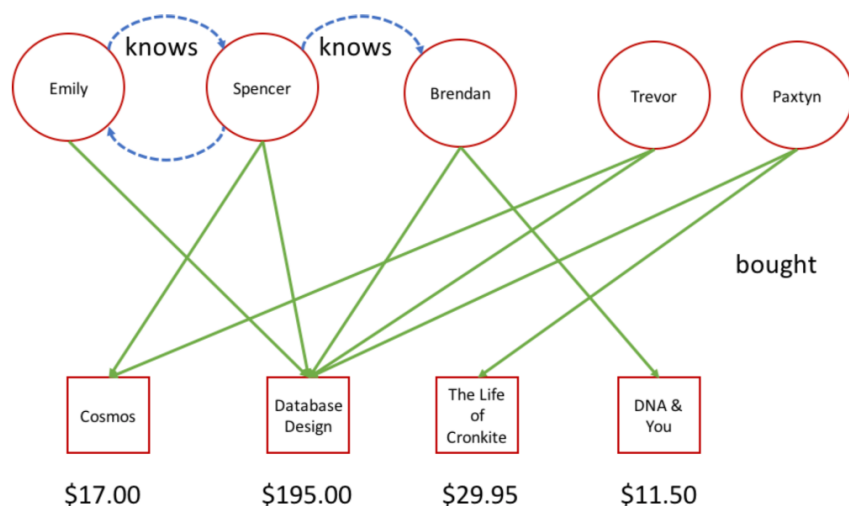 knows
knows
Emily
Spencer
Brendan
Trevor
Paxtyn
bought
Cosmos
Database
Design
The Life
of
Cronkite
DNA &
You
$17.00
$195.00
$29.95
$11.50